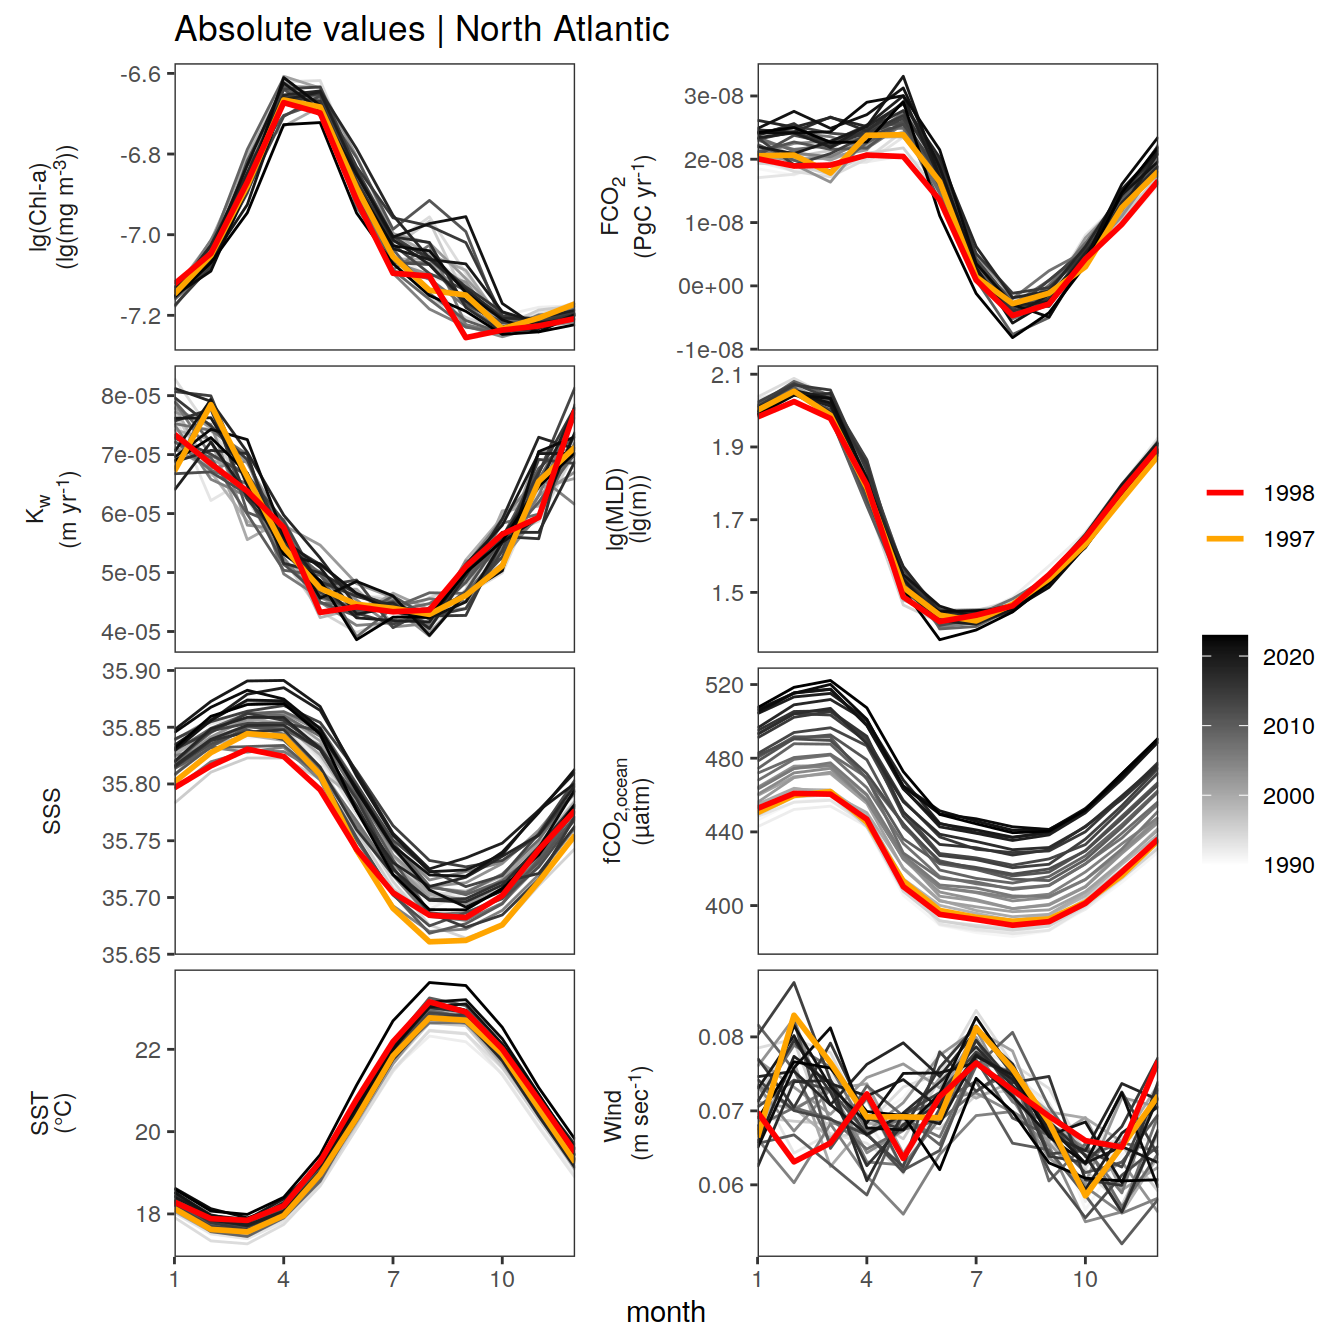 Absolute values | North Atlantic
lg(Chl-a)
(lg(mg m⁻³))
-6.6
-6.8
-7.0
-7.2
FCO₂
(PgC yr⁻¹)
3e-08
2e-08
1e-08
0e+00
-1e-08
K_w
(m yr⁻¹)
8e-05
7e-05
6e-05
5e-05
4e-05
lg(MLD)
(lg(m))
2.1
1.9
1.7
1.5
SSS
35.90
35.85
35.80
35.75
35.70
35.65
fCO₂,ocean
(µatm)
520
480
440
400
SST
(°C)
22
20
18
Wind
(m sec⁻¹)
0.08
0.07
0.06
1 4 7 10
1 4 7 10
month
1998
1997
2020
2010
2000
1990